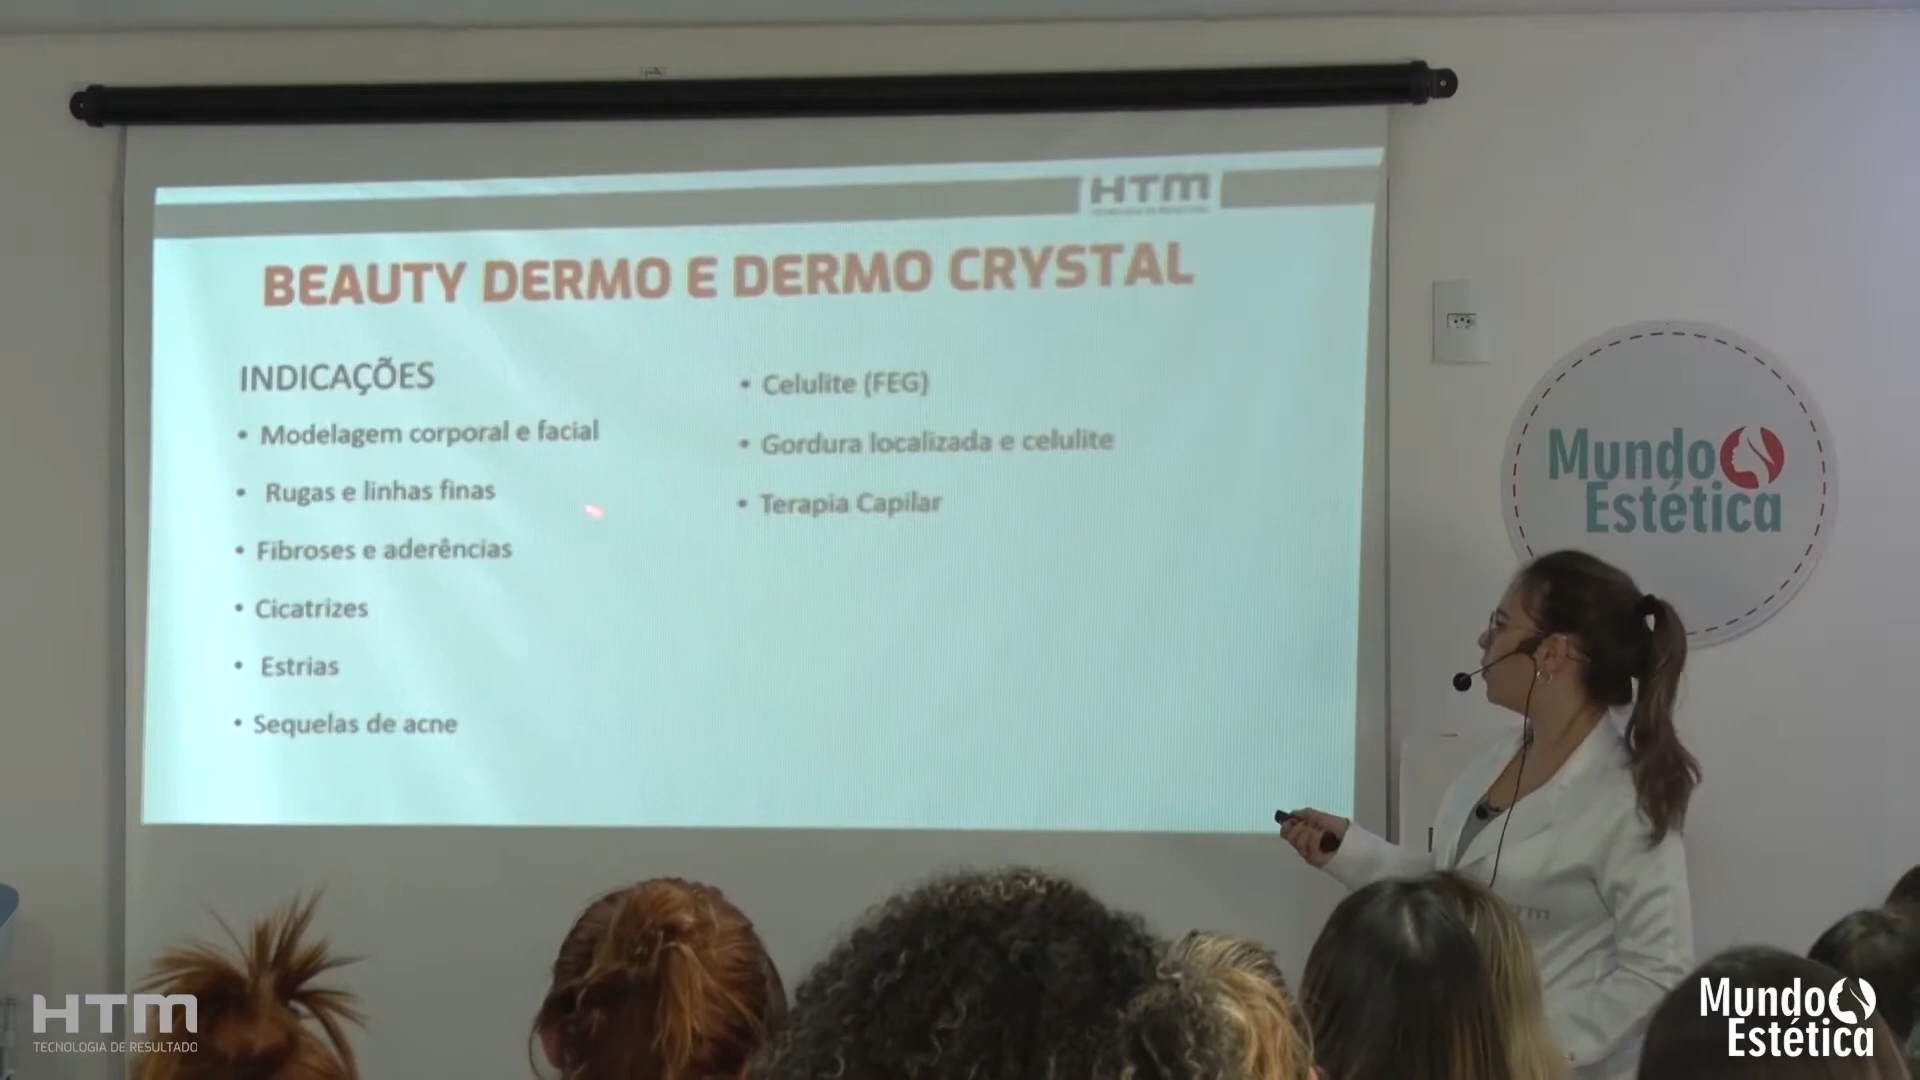 HTM
BEAUTY DERMO E DERMO CRYSTAL
INDICAÇÕES
• Modelagem corporal e facial
• Rugas e linhas finas
• Fibroses e aderências
• Cicatrizes
• Estrias
• Sequelas de acne
• Celulite (FEG)
• Gordura localizada e celulite
• Terapia Capilar
Mundo
Estética
HTM
TECNOLOGIA DE RESULTADO
Mundo
Estética